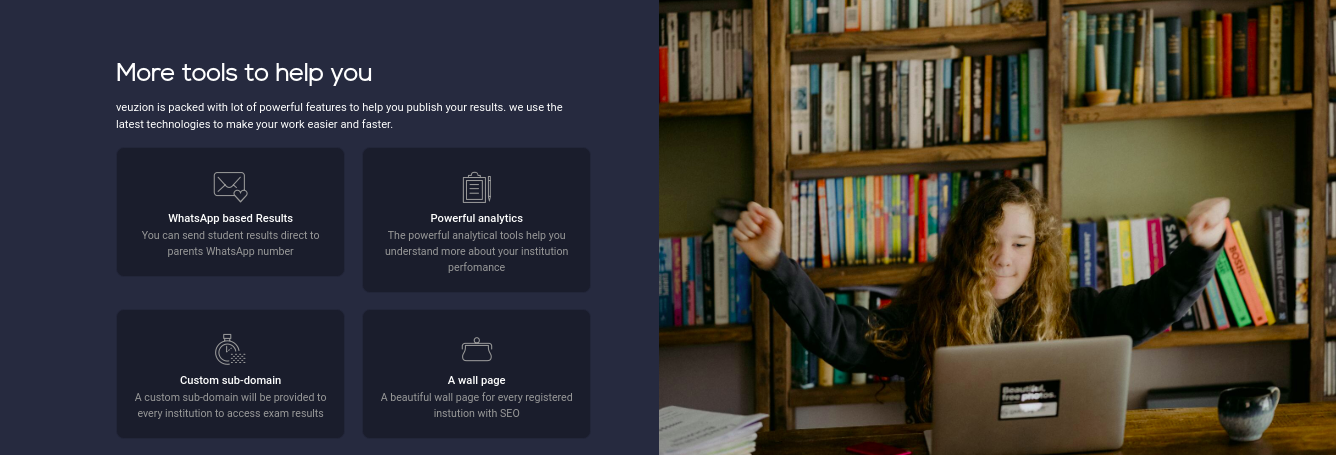 More tools to help you
veuzion is packed with lot of powerful features to help you publish your results. we use the
latest technologies to make your work easier and faster.
WhatsApp based Results
You can send student results direct to
parents WhatsApp number
Powerful analytics
The powerful analytical tools help you
understand more about your institution
perfomance
Custom sub-domain
A custom sub-domain will be provided to
every institution to access exam results
A wall page
A beautiful wall page for every registered
instution with SEO
1842
SAV
BOSH!
Beautiful,
free photos.